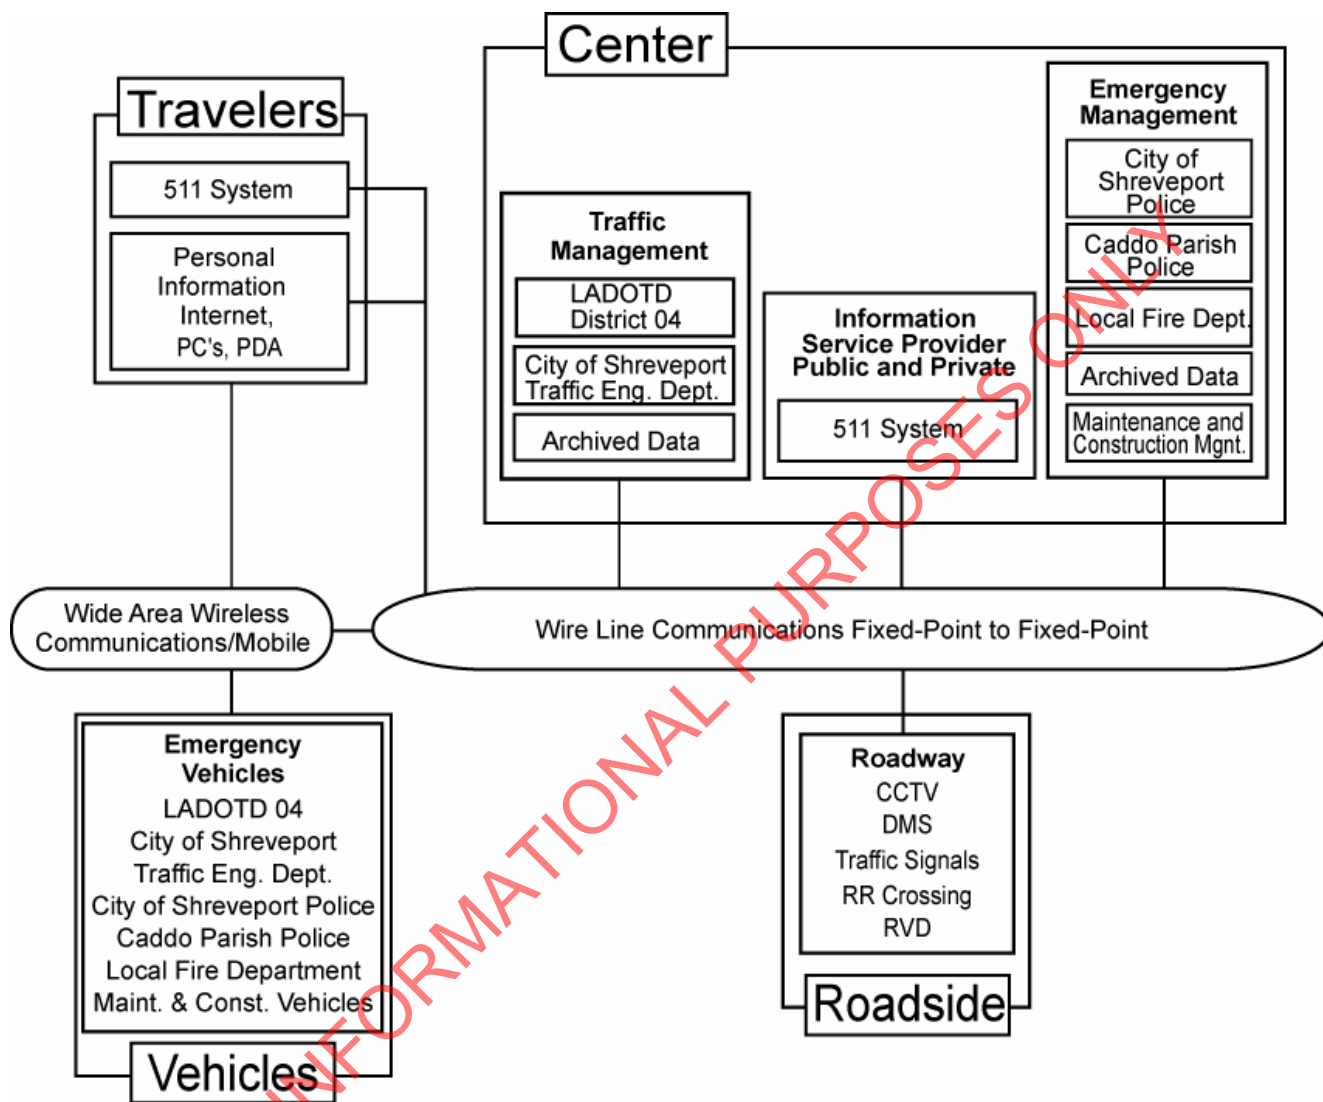 Center
Travelers
511 System
Personal
Information
Internet,
PC's, PDA
Traffic
Management
LADOTD
District 04
City of Shreveport
Traffic Eng. Dept.
Archived Data
Information
Service Provider
Public and Private
511 System
Emergency
Management
City of
Shreveport
Police
Caddo Parish
Police
Local Fire Dept.
Archived Data
Maintenance and
Construction Mgnt.
Wide Area Wireless
Communications/Mobile
Wire Line Communications Fixed-Point to Fixed-Point
Emergency
Vehicles
LADOTD 04
City of Shreveport
Traffic Eng. Dept.
City of Shreveport Police
Caddo Parish Police
Local Fire Department
Maint. & Const. Vehicles
Vehicles
Roadway
CCTV
DMS
Traffic Signals
RR Crossing
RVD
Roadside
INFORMATIONAL PURPOSES ONLY